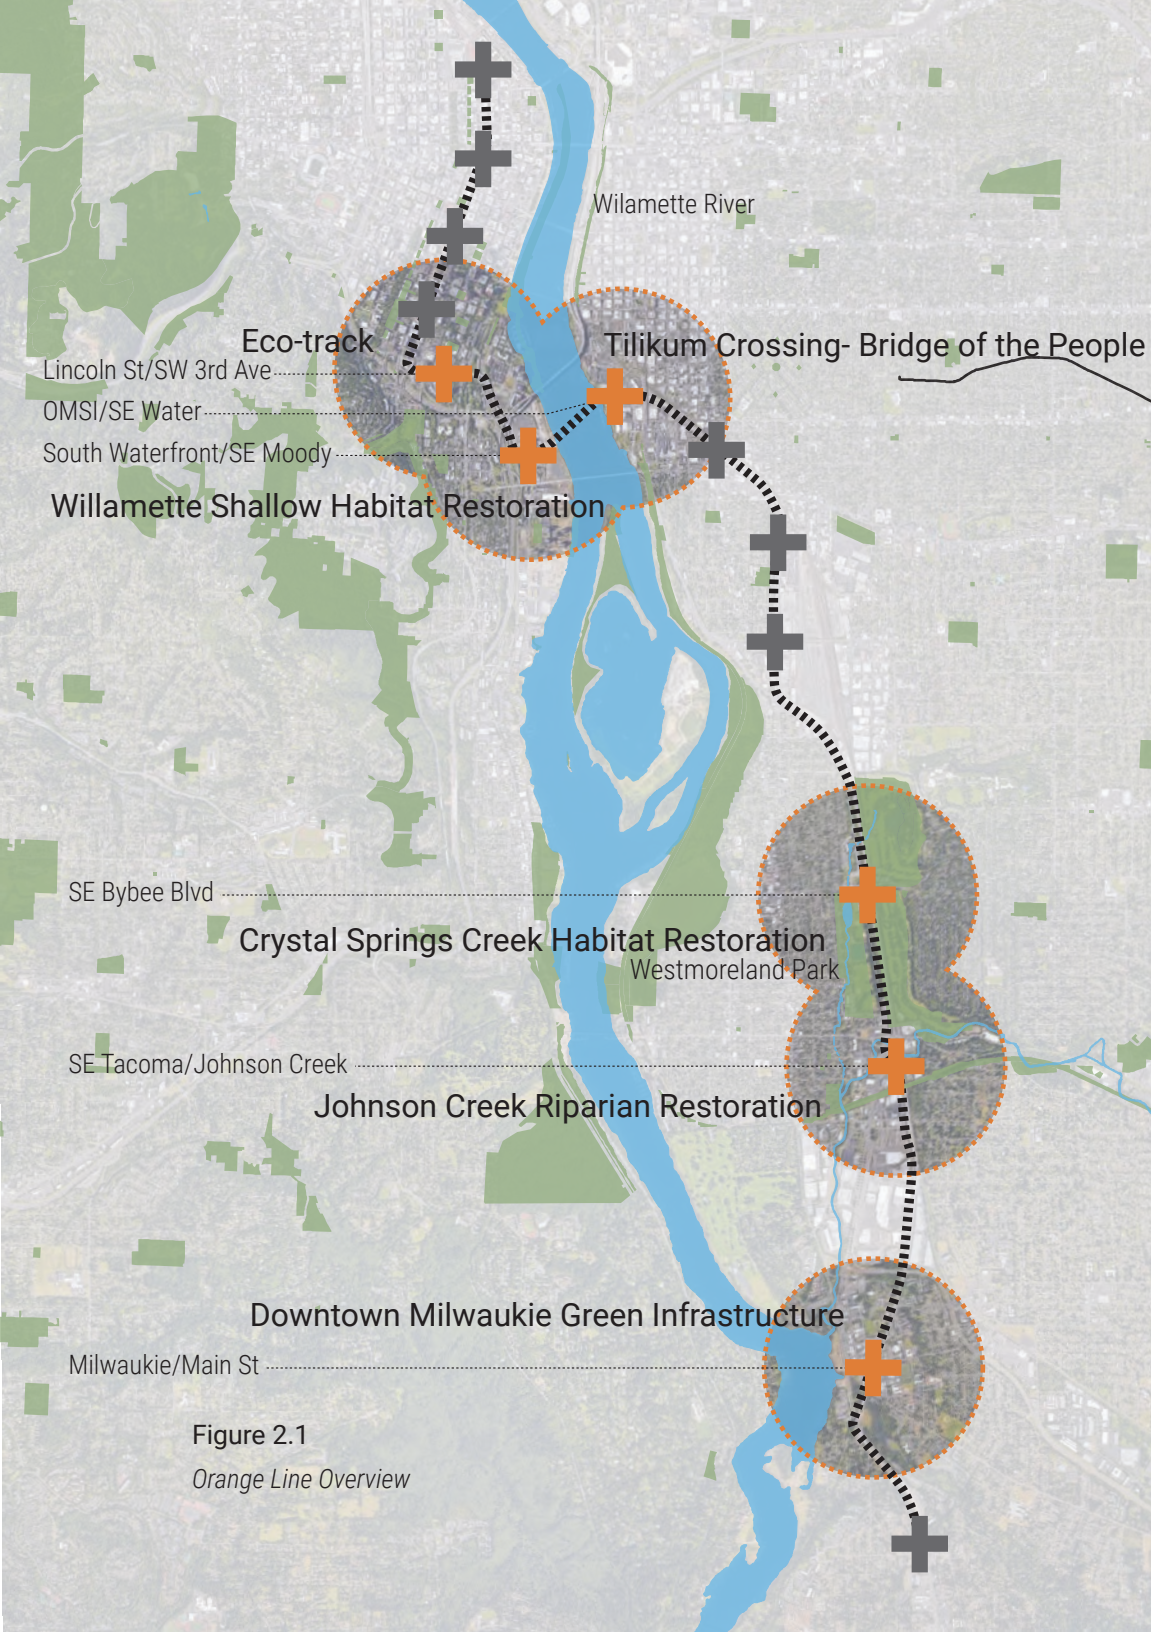 Wilamette River
Eco-track
Tilikum Crossing- Bridge of the People
Lincoln St/SW 3rd Ave
OMSI/SE Water
South Waterfront/SE Moody
Willamette Shallow Habitat Restoration
SE Bybee Blvd
Crystal Springs Creek Habitat Restoration
Westmoreland Park
SE Tacoma/Johnson Creek
Johnson Creek Riparian Restoration
Downtown Milwaukie Green Infrastructure
Milwaukie/Main St
Figure 2.1
Orange Line Overview